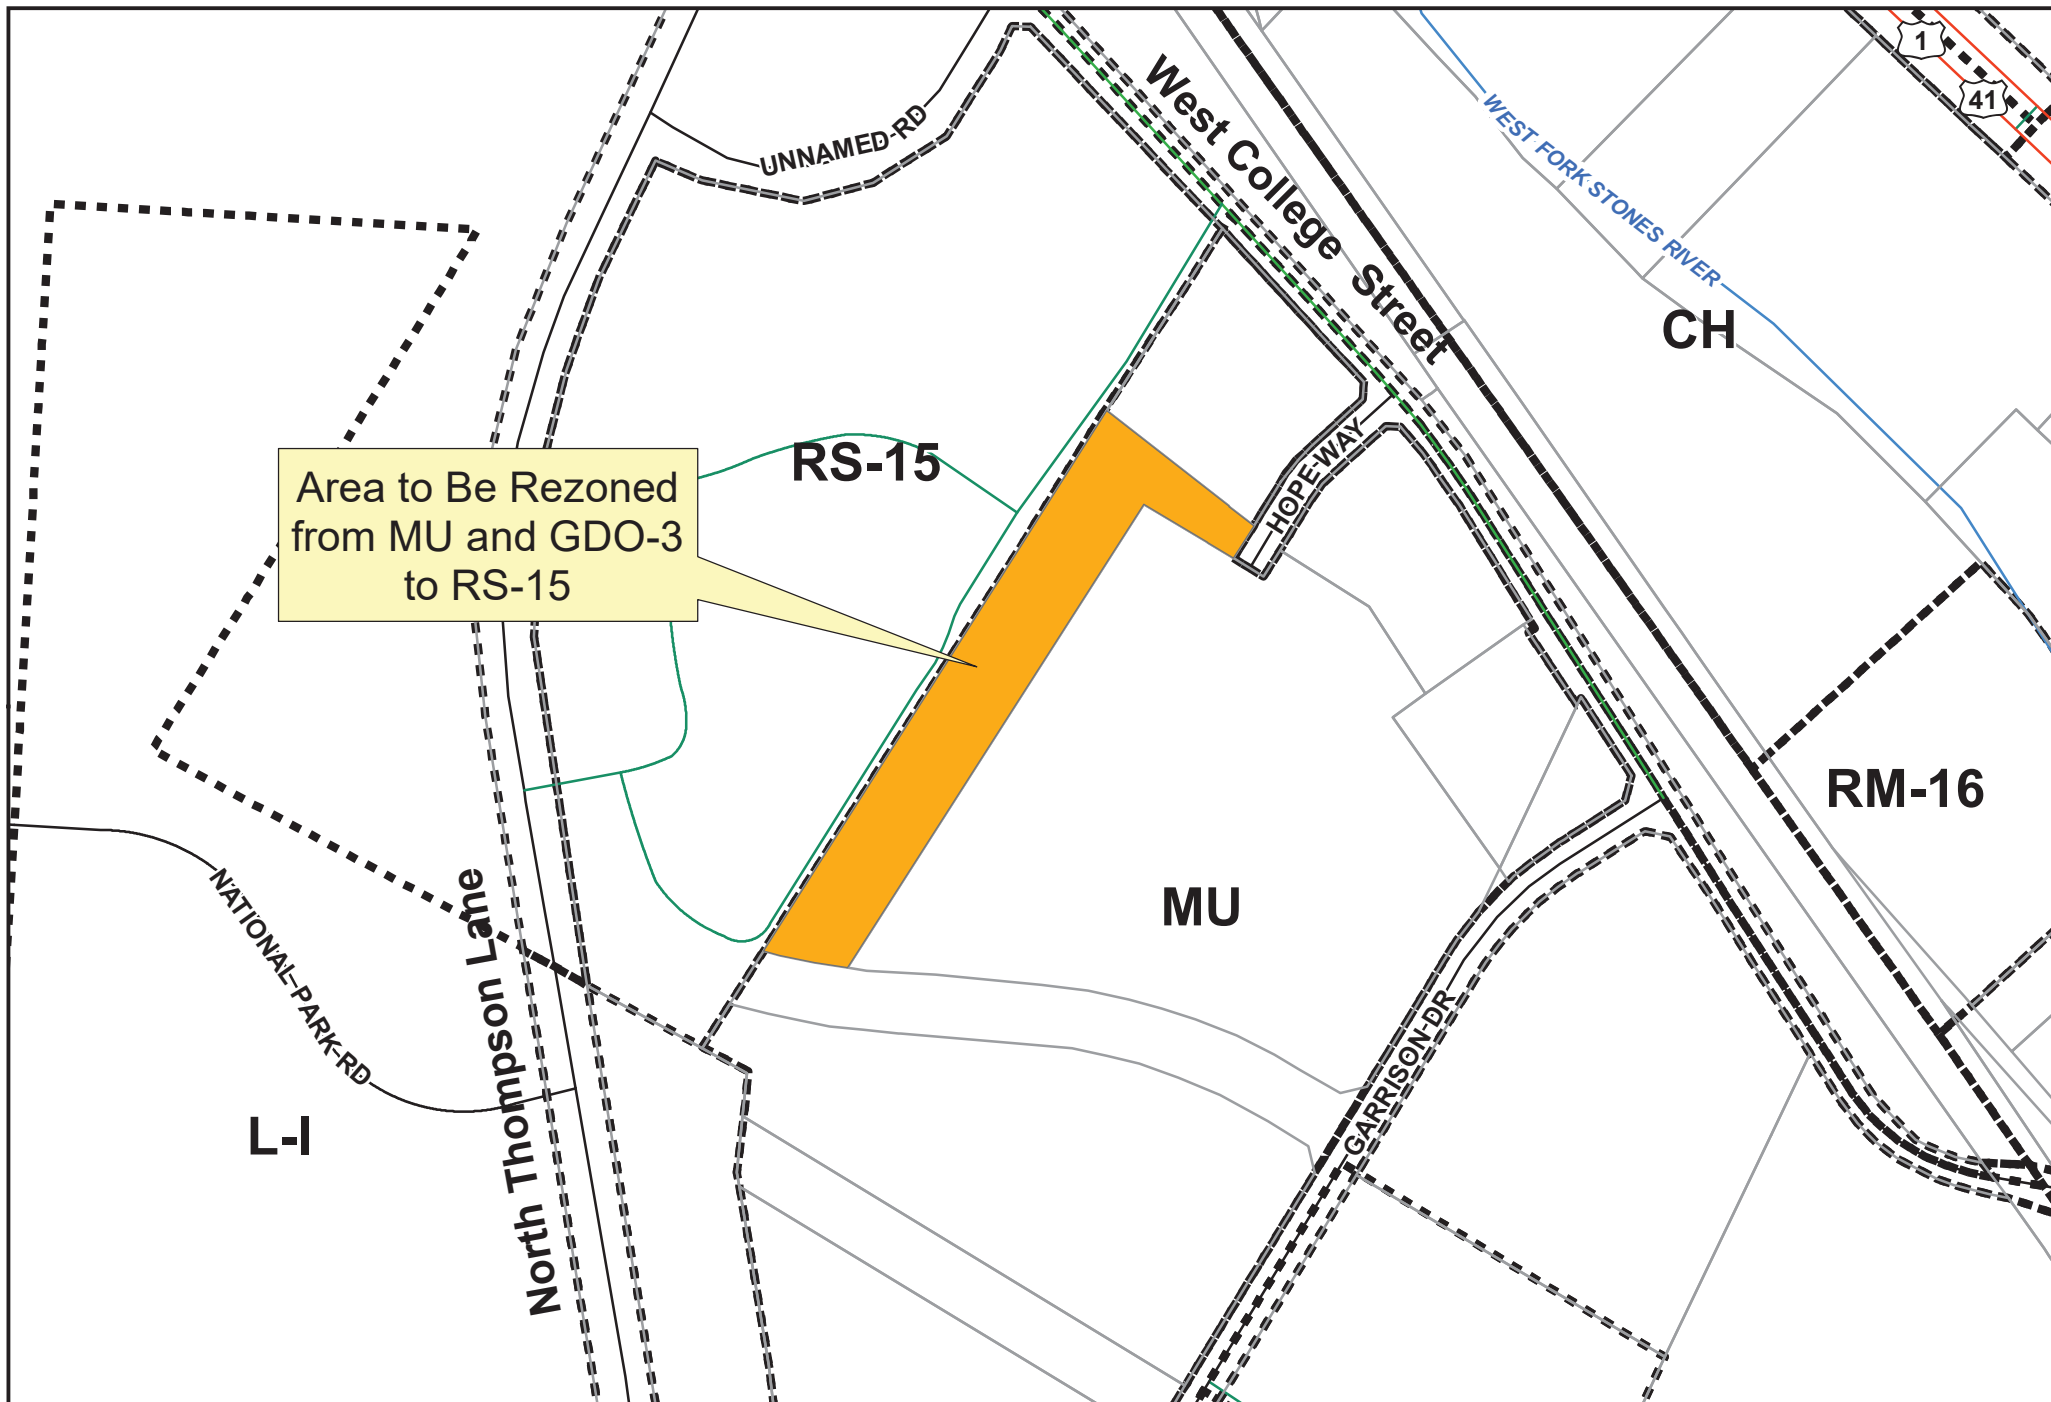 1
41
West College Street
WEST FORK STONES RIVER
UNNAMED RD
CH
RS-15
HOPE WAY
Area to Be Rezoned
from MU and GDO-3
to RS-15
RM-16
MU
NATIONAL PARK RD
North Thompson Lane
GARRISON DR
L-I